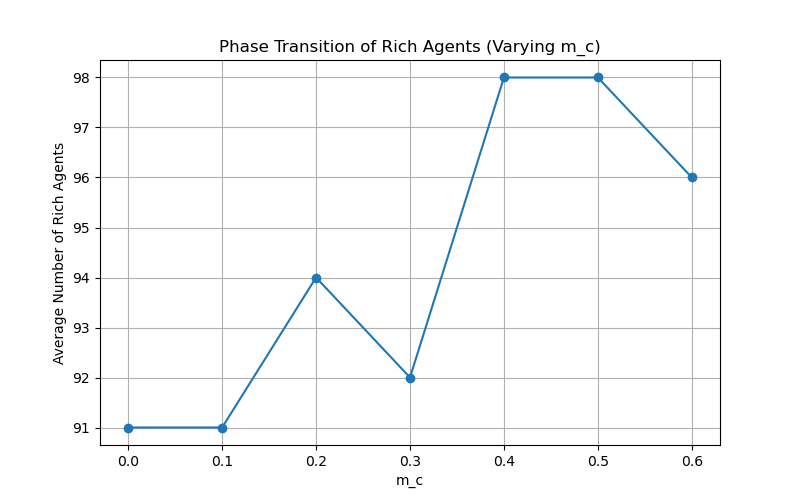 Phase Transition of Rich Agents (Varying m_c)
Average Number of Rich Agents
98
97
96
95
94
93
92
91
0.0 0.1 0.2 0.3 0.4 0.5 0.6
m_c